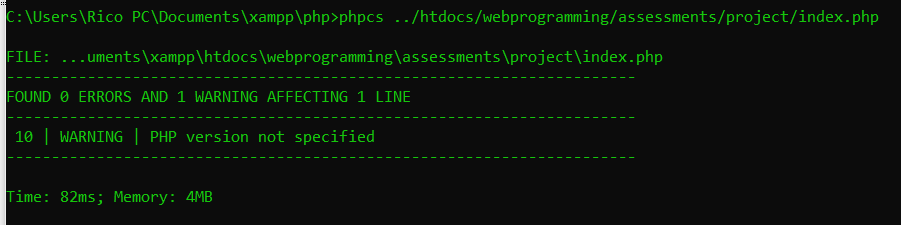 C:\Users\Rico PC\Documents\xampp\php>phpcs ../htdocs/webprogramming/assessments/project/index.php
FILE: ...uments\xampp\htdocs\webprogramming\assessments\project\index.php
----------------------------------------------------------------------
FOUND 0 ERRORS AND 1 WARNING AFFECTING 1 LINE
----------------------------------------------------------------------
 10 | WARNING | PHP version not specified
----------------------------------------------------------------------
Time: 82ms; Memory: 4MB